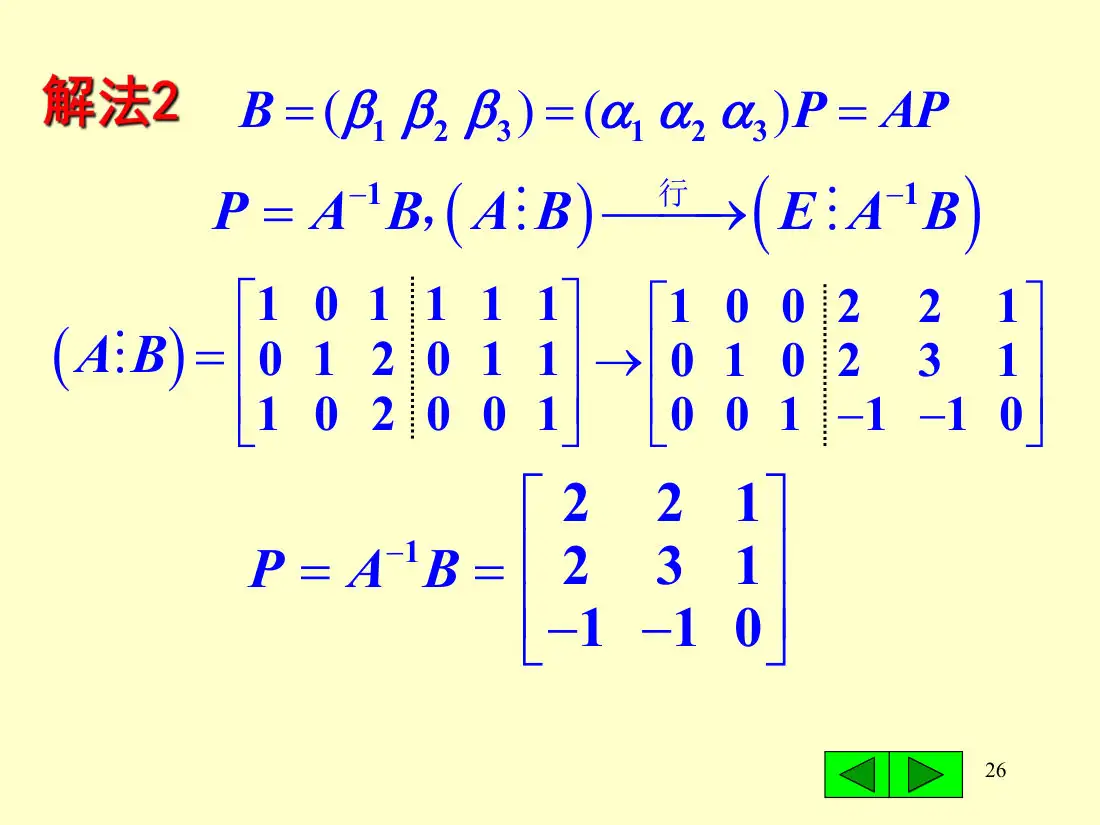 解法2
B = (β₁ β₂ β₃) = (α₁ α₂ α₃)P = AP
P = A⁻¹B, (A⋮B) —行→ (E⋮A⁻¹B)
(A⋮B) = [1 0 1 ⋮ 1 1 1; 0 1 2 ⋮ 0 1 1; 1 0 2 ⋮ 0 0 1] → [1 0 0 ⋮ 2 2 1; 0 1 0 ⋮ 2 3 1; 0 0 1 ⋮ −1 −1 0]
P = A⁻¹B = [2 2 1; 2 3 1; −1 −1 0]
26